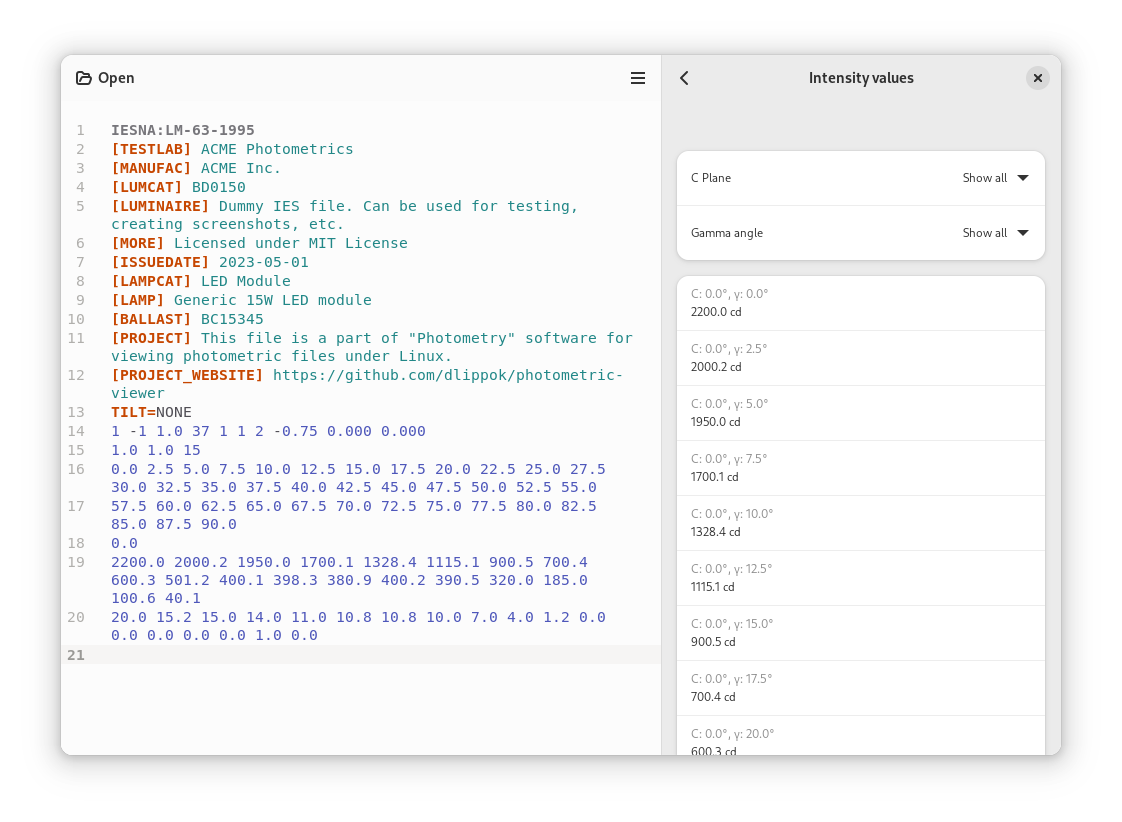 Open
1 IESNA:LM-63-1995
2 [TESTLAB] ACME Photometrics
3 [MANUFAC] ACME Inc.
4 [LUMCAT] BD0150
5 [LUMINAIRE] Dummy IES file. Can be used for testing,
creating screenshots, etc.
6 [MORE] Licensed under MIT License
7 [ISSUEDATE] 2023-05-01
8 [LAMPCAT] LED Module
9 [LAMP] Generic 15W LED module
10 [BALLAST] BC15345
11 [PROJECT] This file is a part of "Photometry" software for
viewing photometric files under Linux.
12 [PROJECT_WEBSITE] https://github.com/dlippok/photometric-
viewer
13 TILT=NONE
14 1 -1 1.0 37 1 1 2 -0.75 0.000 0.000
15 1.0 1.0 15
16 0.0 2.5 5.0 7.5 10.0 12.5 15.0 17.5 20.0 22.5 25.0 27.5
30.0 32.5 35.0 37.5 40.0 42.5 45.0 47.5 50.0 52.5 55.0
17 57.5 60.0 62.5 65.0 67.5 70.0 72.5 75.0 77.5 80.0 82.5
85.0 87.5 90.0
18 0.0
19 2200.0 2000.2 1950.0 1700.1 1328.4 1115.1 900.5 700.4
600.3 501.2 400.1 398.3 380.9 400.2 390.5 320.0 185.0
100.6 40.1
20 20.0 15.2 15.0 14.0 11.0 10.8 10.8 10.0 7.0 4.0 1.2 0.0
0.0 0.0 0.0 0.0 1.0 0.0
21
Intensity values
C Plane Show all
Gamma angle Show all
C: 0.0°, γ: 0.0°
2200.0 cd
C: 0.0°, γ: 2.5°
2000.2 cd
C: 0.0°, γ: 5.0°
1950.0 cd
C: 0.0°, γ: 7.5°
1700.1 cd
C: 0.0°, γ: 10.0°
1328.4 cd
C: 0.0°, γ: 12.5°
1115.1 cd
C: 0.0°, γ: 15.0°
900.5 cd
C: 0.0°, γ: 17.5°
700.4 cd
C: 0.0°, γ: 20.0°
600.3 cd